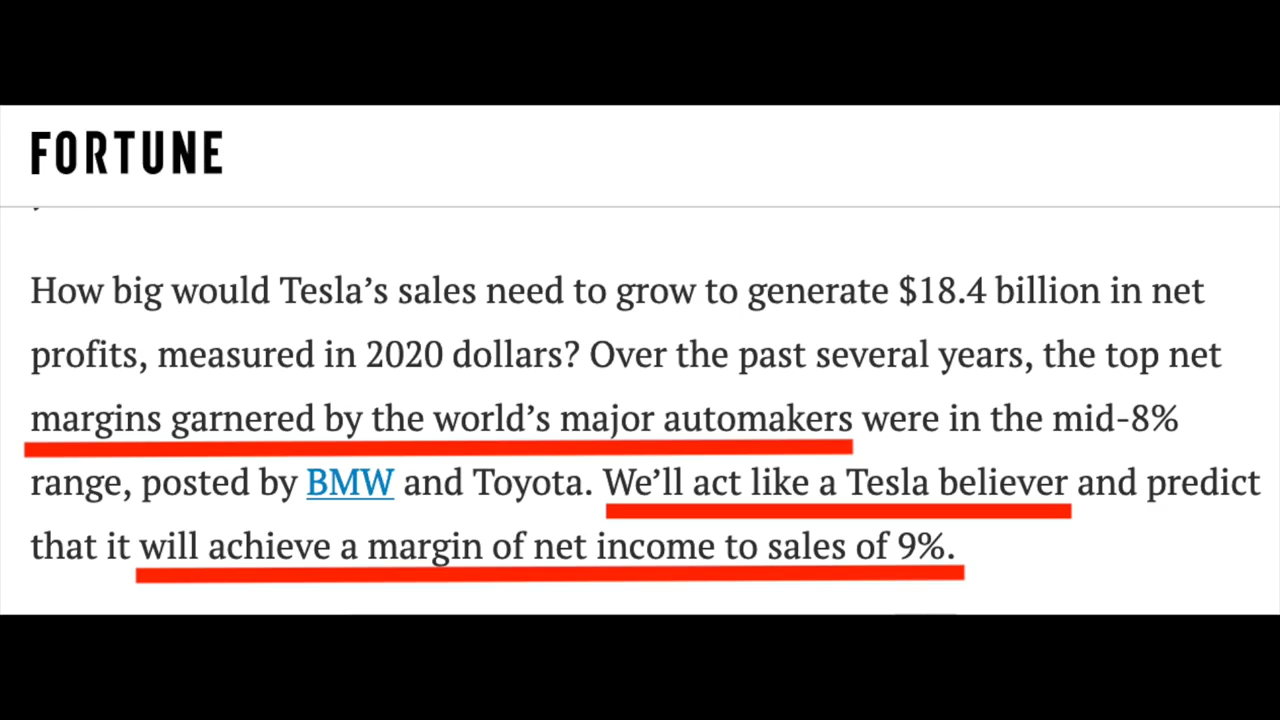 FORTUNE
How big would Tesla’s sales need to grow to generate $18.4 billion in net
profits, measured in 2020 dollars? Over the past several years, the top net
margins garnered by the world’s major automakers were in the mid-8%
range, posted by BMW and Toyota. We’ll act like a Tesla believer and predict
that it will achieve a margin of net income to sales of 9%.